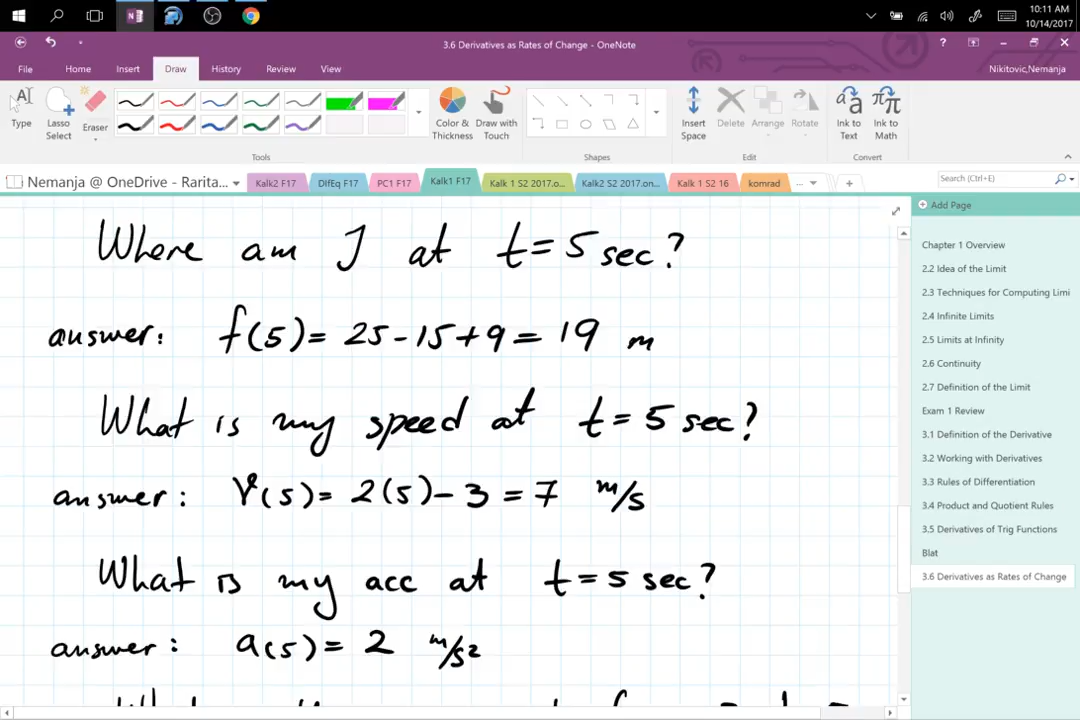 10:11 AM
10/14/2017
3.6 Derivatives as Rates of Change - OneNote
File Home Insert Draw History Review View
Nikitovic,Nemanja
Type
Lasso Select
Eraser
Color & Thickness
Draw with Touch
Insert Space
Delete
Arrange
Rotate
Ink to Text
Ink to Math
Tools
Shapes
Edit
Convert
Nemanja @ OneDrive - Rarita...
Kalk2 F17
DIfEq F17
PC1 F17
Kalk1 F17
Kalk 1 S2 2017.o...
Kalk2 S2 2017.on...
Kalk 1 S2 16
komrad
...
Search (Ctrl+E)
Where am I at t = 5 sec?
answer: f(5) = 25 - 15 + 9 = 19 m
What is my speed at t = 5 sec?
answer: v(5) = 2(5) - 3 = 7 m/s
What is my acc at t = 5 sec?
answer: a(5) = 2 m/s2
Add Page
Chapter 1 Overview
2.2 Idea of the Limit
2.3 Techniques for Computing Limi
2.4 Infinite Limits
2.5 Limits at Infinity
2.6 Continuity
2.7 Definition of the Limit
Exam 1 Review
3.1 Definition of the Derivative
3.2 Working with Derivatives
3.3 Rules of Differentiation
3.4 Product and Quotient Rules
3.5 Derivatives of Trig Functions
Blat
3.6 Derivatives as Rates of Change